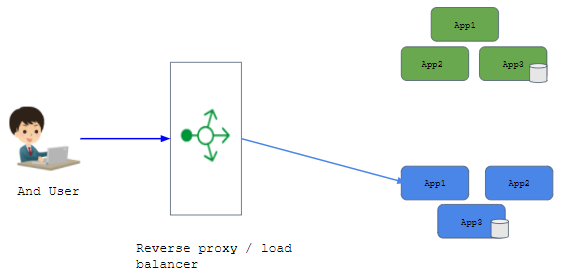 App1
App2
App3
And User
App1
App2
App3
Reverse proxy / load
balancer